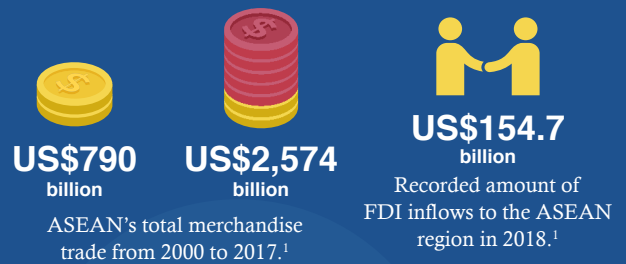 US$790
billion
US$2,574
billion
ASEAN’s total merchandise
trade from 2000 to 2017.¹
US$154.7
billion
Recorded amount of
FDI inflows to the ASEAN
region in 2018.¹